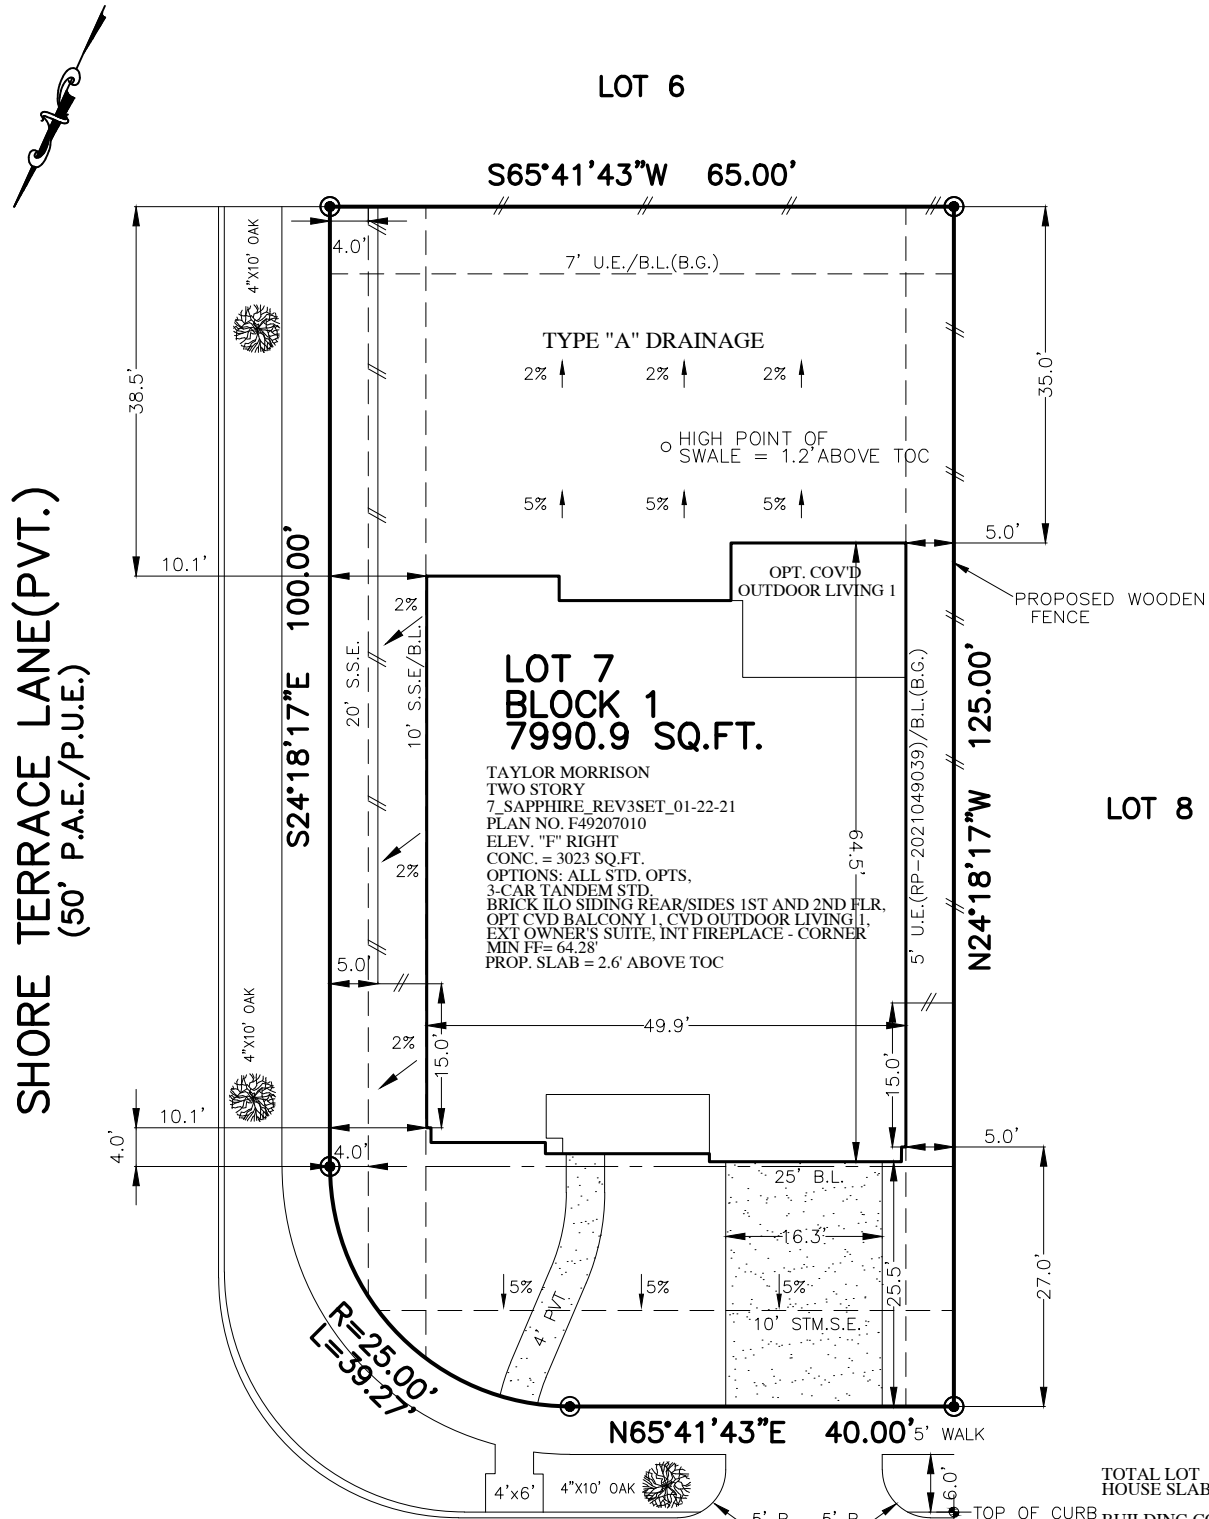 LOT 6
S65°41'43"W 65.00'
4"X10' OAK
4.0'
7' U.E./B.L.(B.G.)
TYPE "A" DRAINAGE
2% 2% 2%
38.5'
35.0'
HIGH POINT OF
SWALE = 1.2'ABOVE TOC
5% 5% 5%
10.1'
5.0'
OPT. COV'D
OUTDOOR LIVING 1
PROPOSED WOODEN
FENCE
2%
SHORE TERRACE LANE(PVT.)
(50' P.A.E./P.U.E.)
S24°18'17"E 100.00'
20' S.S.E.
10' S.S.E/B.L.
LOT 7
BLOCK 1
7990.9 SQ.FT.
TAYLOR MORRISON
TWO STORY
7_SAPPHIRE_REV3SET_01-22-21
PLAN NO. F49207010
ELEV. "F" RIGHT
CONC. = 3023 SQ.FT.
OPTIONS: ALL STD. OPTS,
3-CAR TANDEM STD.
BRICK ILO SIDING REAR/SIDES 1ST AND 2ND FLR,
OPT CVD BALCONY 1, CVD OUTDOOR LIVING 1,
EXT OWNER'S SUITE, INT FIREPLACE - CORNER
MIN FF= 64.28'
PROP. SLAB = 2.6' ABOVE TOC
64.5'
5' U.E.(RP-2021049039)/B.L.(B.G.)
N24°18'17"W 125.00'
LOT 8
2%
5.0'
49.9'
4"X10' OAK
2%
15.0'
15.0'
10.1'
4.0'
4.0'
5.0'
25' B.L.
16.3'
5% 5% 5%
25.5'
27.0'
4' PVT
10' STM.S.E.
R=25.00'
L=39.27'
N65°41'43"E 40.00'
5' WALK
4'x6'
4"X10' OAK
6.0'
5' R
5' R
TOP OF CURB
TOTAL LOT
HOUSE SLAB